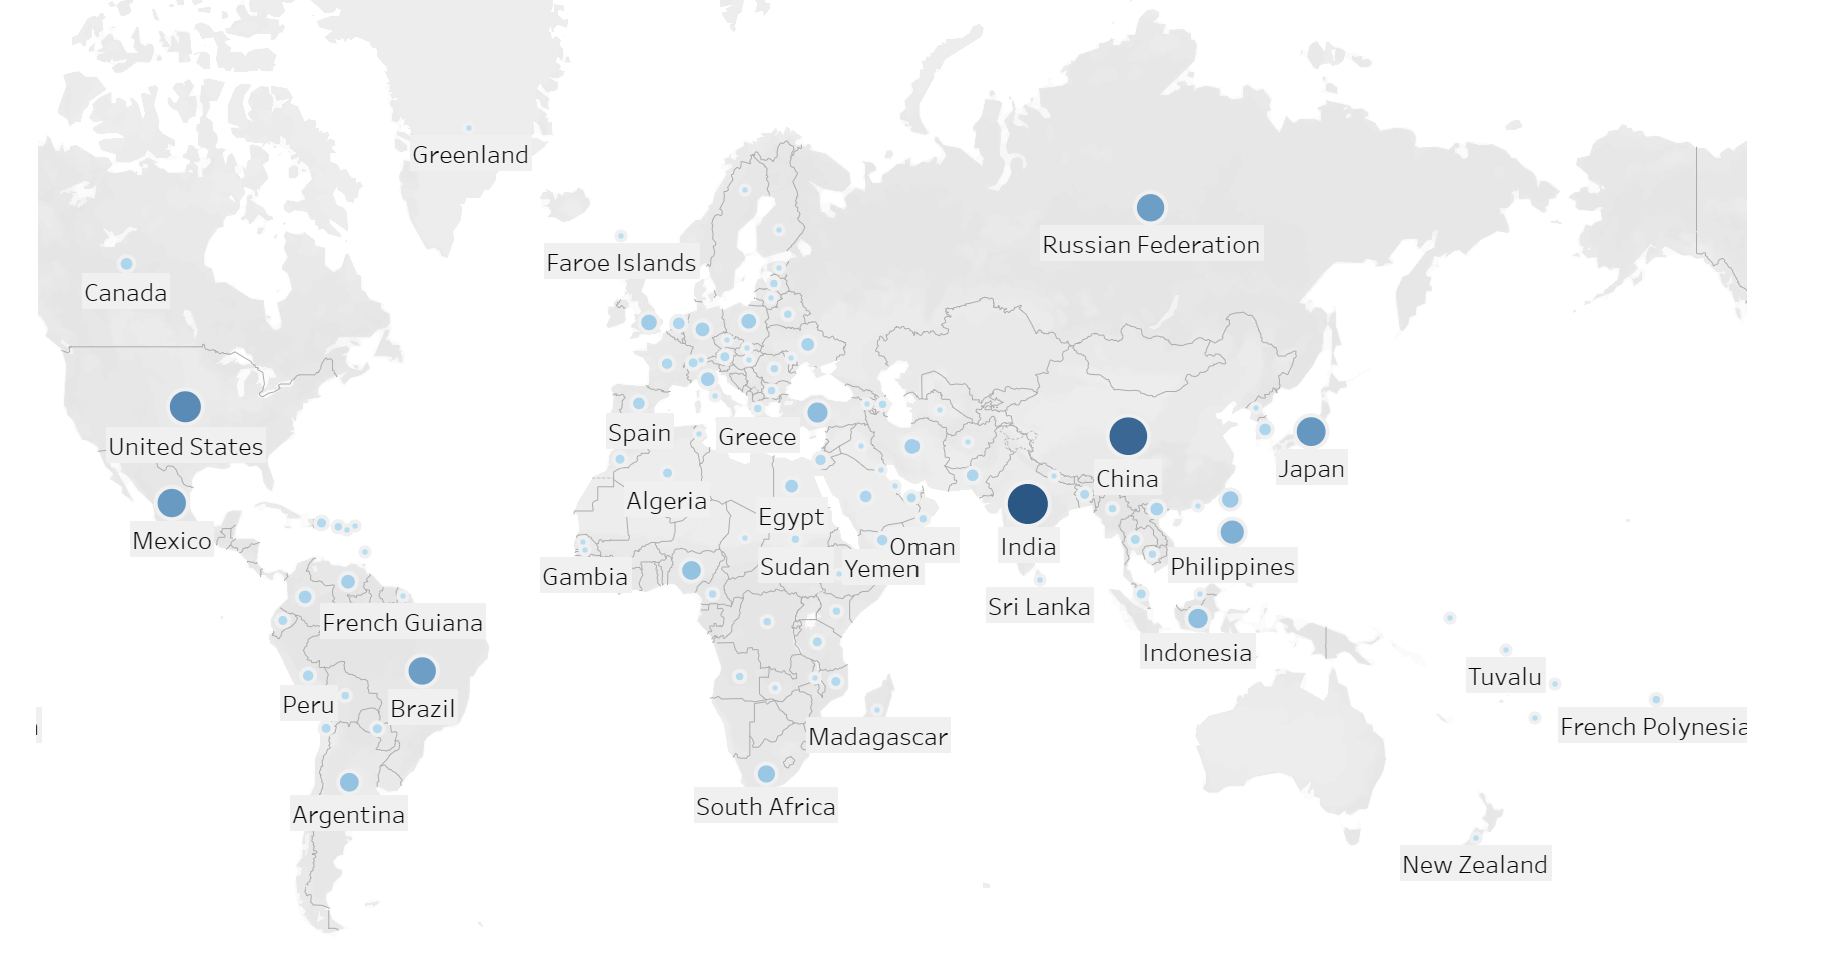 Greenland
Russian Federation
Faroe Islands
Canada
Spain
Greece
United States
Japan
China
Algeria
Egypt
Mexico
Oman
India
Philippines
Sudan
Yemen
Gambia
Sri Lanka
French Guiana
Indonesia
Tuvalu
Peru
Brazil
French Polynesia
Madagascar
South Africa
Argentina
New Zealand